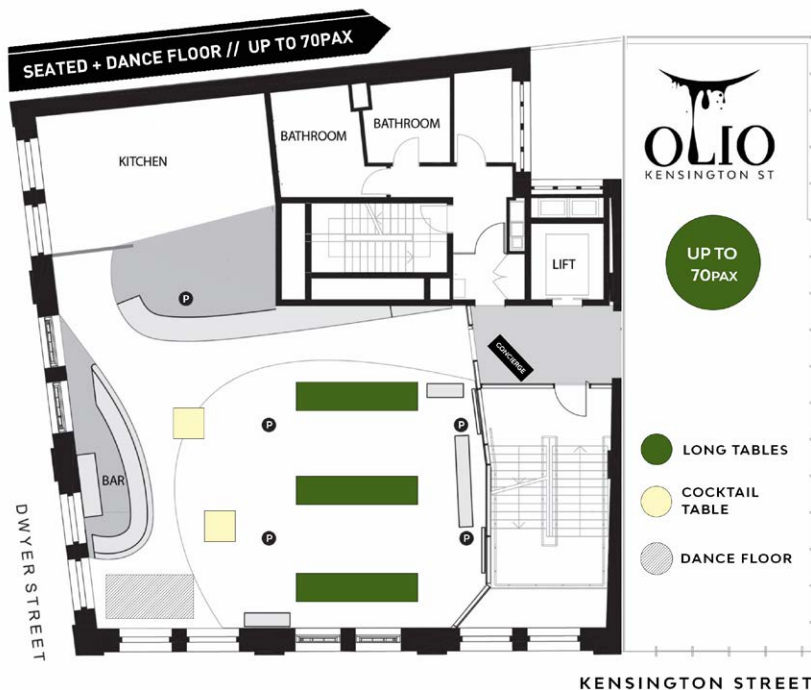 SEATED + DANCE FLOOR // UP TO 70PAX
OLIO
KENSINGTON ST
BATHROOM
BATHROOM
KITCHEN
UP TO
70PAX
LIFT
P
CONCIERGE
P
P
BAR
P
P
LONG TABLES
COCKTAIL
TABLE
DANCE FLOOR
DWYER STREET
KENSINGTON STREET